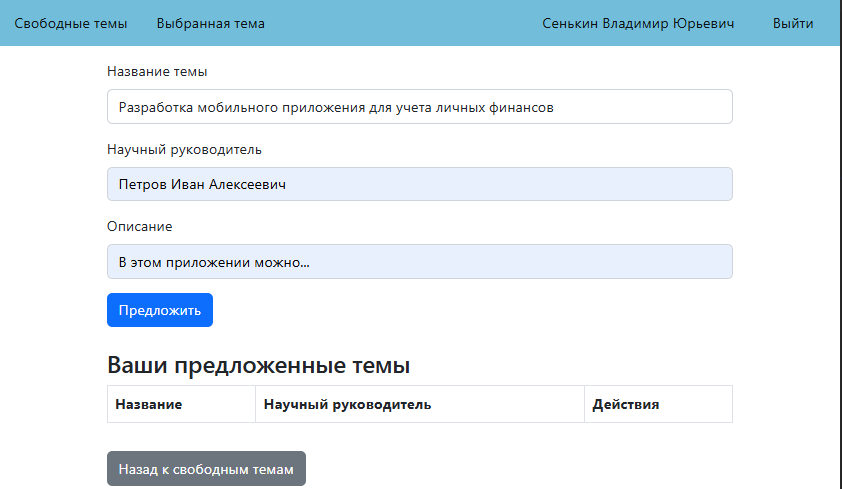 Свободные темы Выбранная тема Сенькин Владимир Юрьевич Выйти
Название темы
Разработка мобильного приложения для учета личных финансов
Научный руководитель
Петров Иван Алексеевич
Описание
В этом приложении можно...
Предложить
Ваши предложенные темы
Название Научный руководитель Действия
Назад к свободным темам